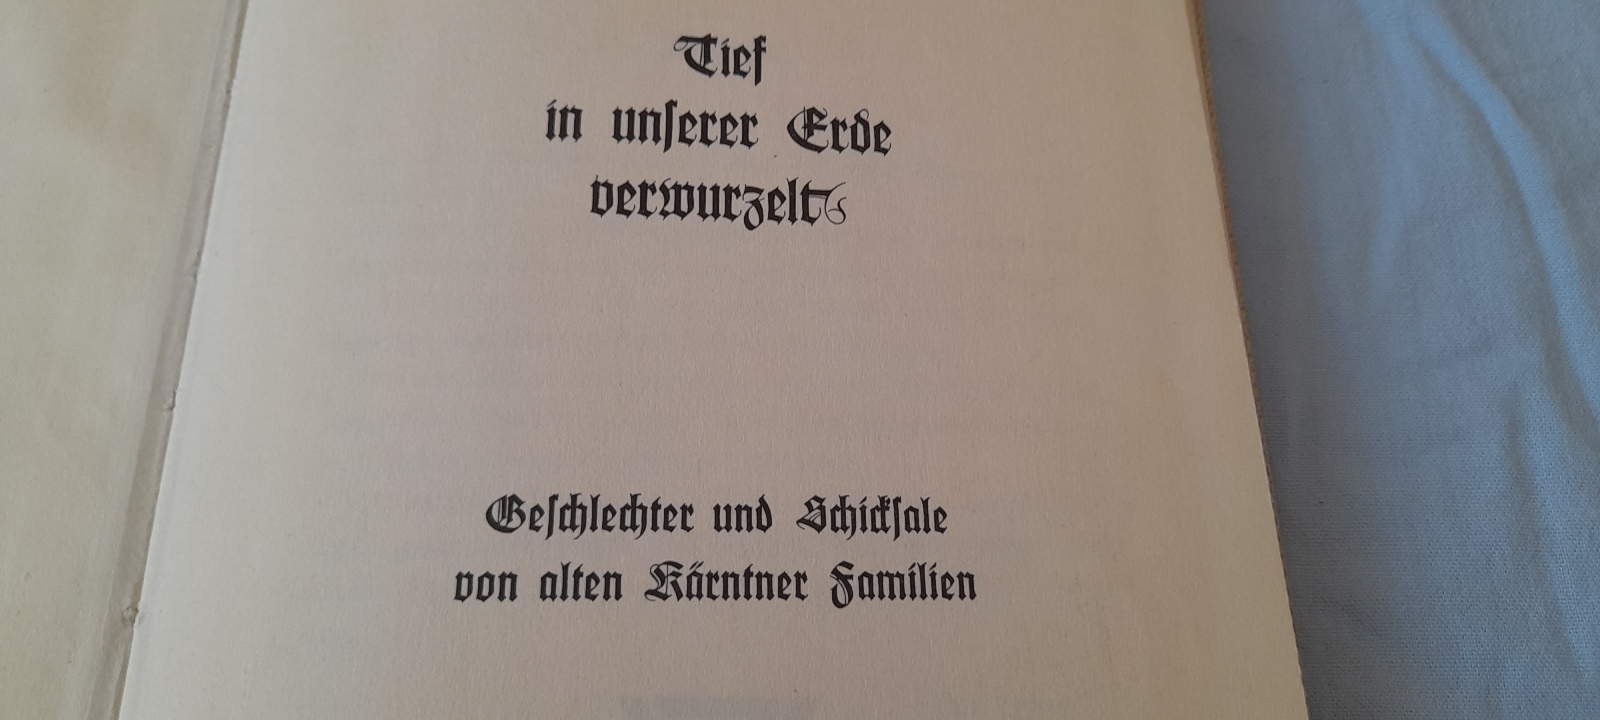 Tief
in unſerer Erde
verwurzelt
Geſchlechter und Schickſale
von alten Kärntner Familien